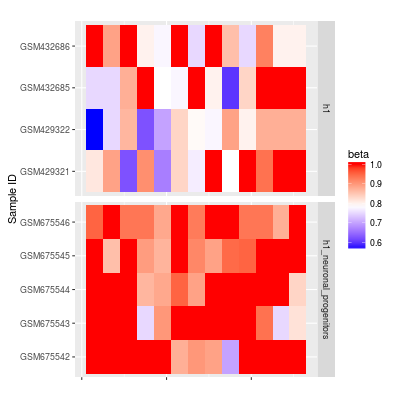 GSM432686
GSM432685
GSM429322
GSM429321
h1
GSM675546
GSM675545
GSM675544
GSM675543
GSM675542
h1_neuronal_progenitors
Sample ID
beta
1.0
0.9
0.8
0.7
0.6